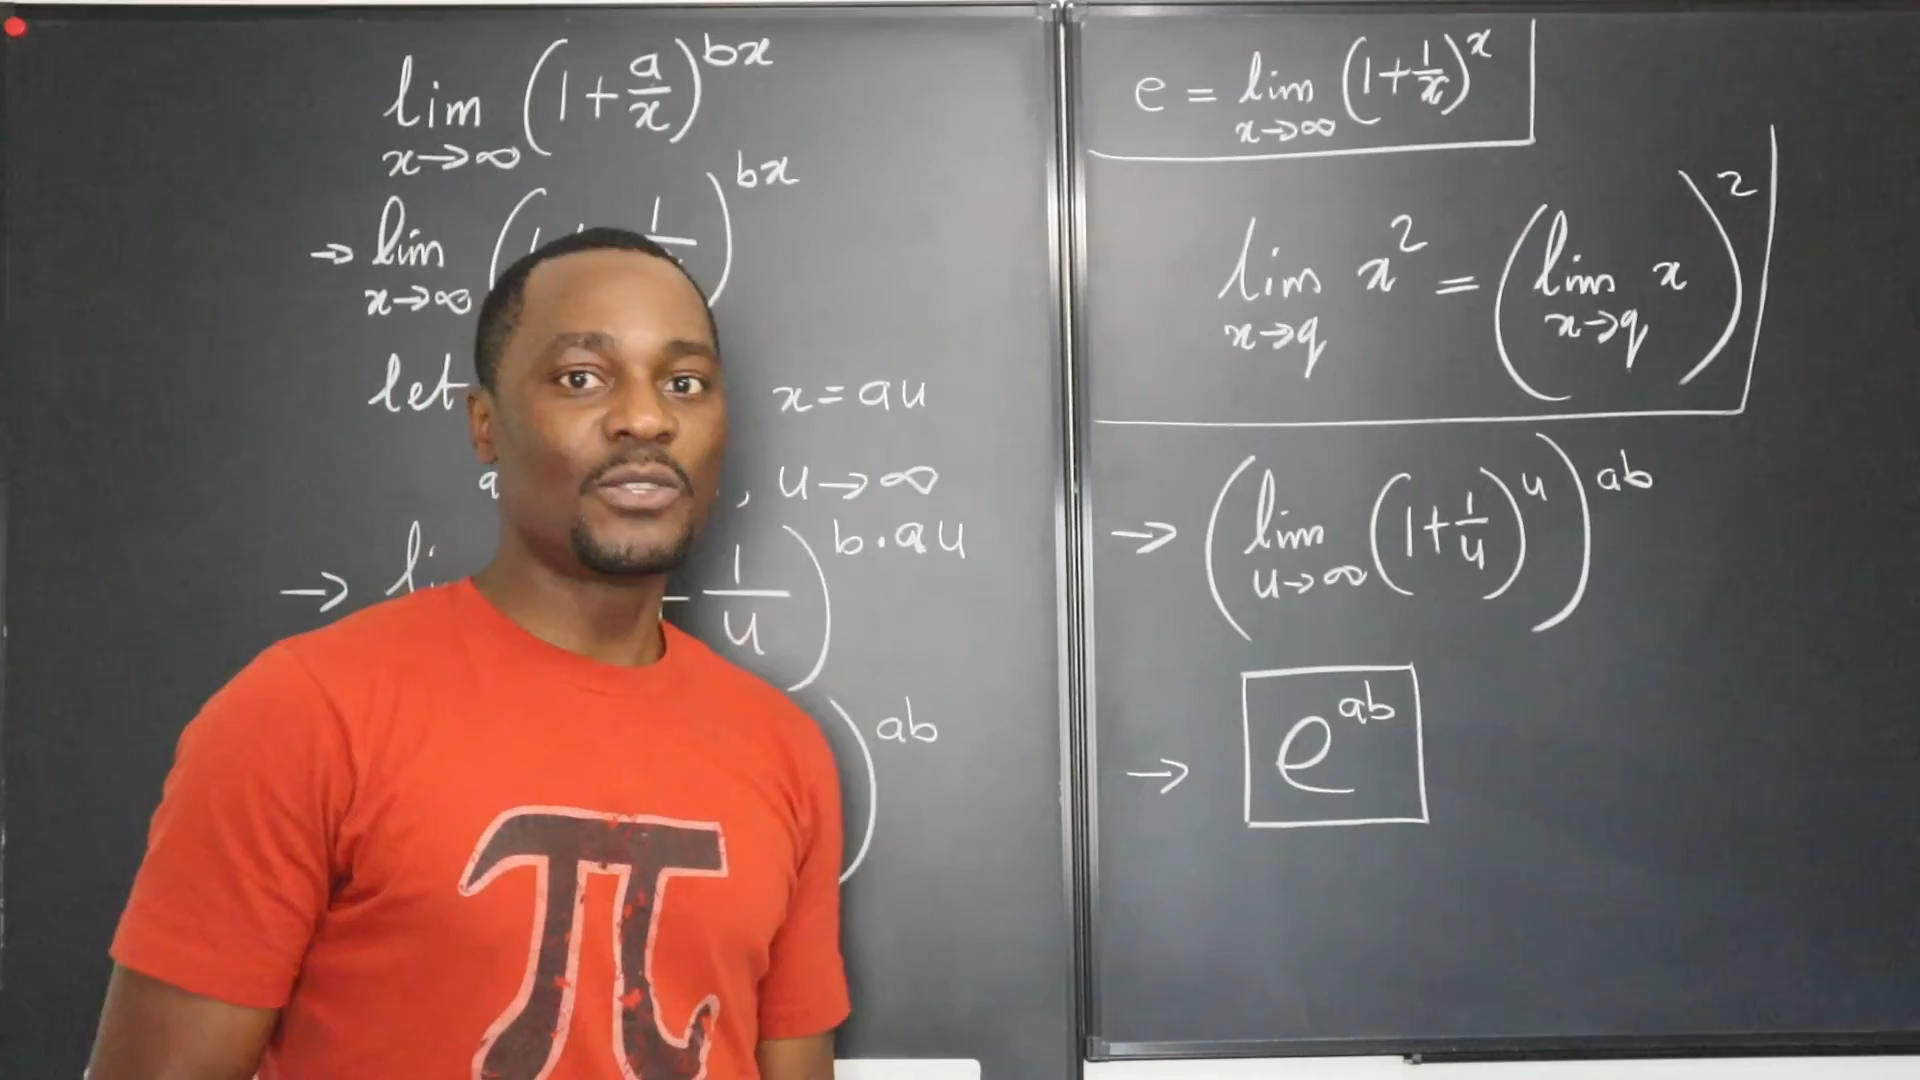 lim x→∞ (1 + a/x)^bx
→ lim x→∞ ( 1 )^bx
let x = au
a , u→∞
→ 1/u )^b·au
)^ab
e = lim x→∞ (1 + 1/x)^x
lim x→q x² = (lim x→q x)²
→ (lim u→∞ (1 + 1/u)^u)^ab
→ e^ab
π